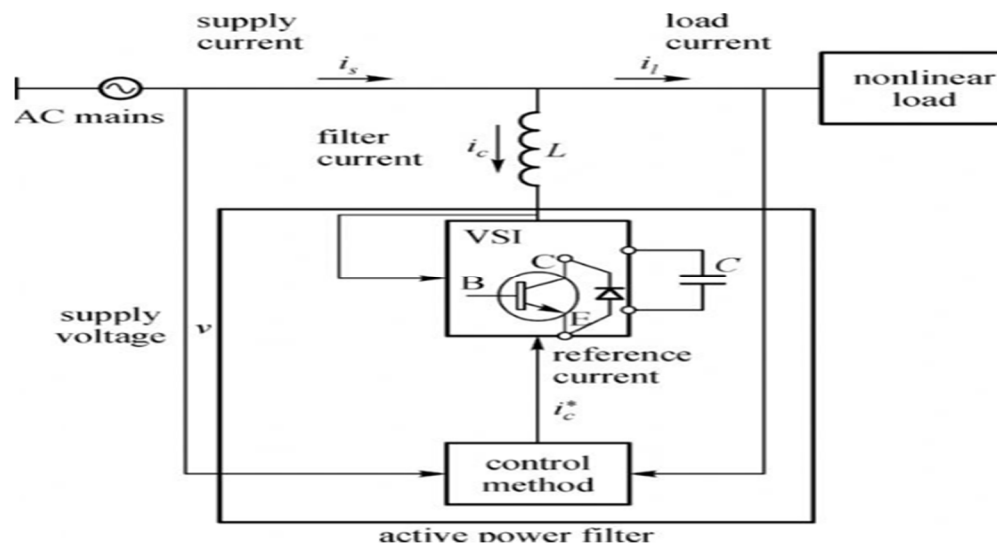 supply
current
load
current
i_s
i_l
nonlinear
load
AC mains
filter
current
i_c
L
VSI
C
B
E
C
supply
voltage
v
reference
current
i_c^*
control
method
active power filter